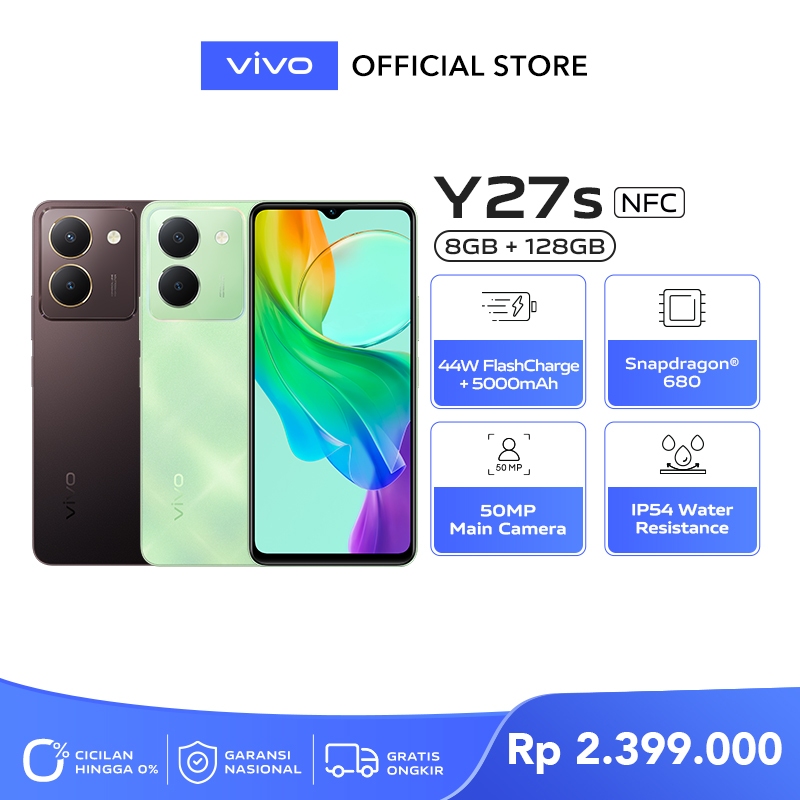 vivo OFFICIAL STORE
Y27s NFC
8GB + 128GB
44W FlashCharge
+ 5000mAh
Snapdragon®
680
50 MP
50MP
Main Camera
IP54 Water
Resistance
vivo
vivo
0% CICILAN
HINGGA 0%
GARANSI
NASIONAL
GRATIS
ONGKIR
Rp 2.399.000